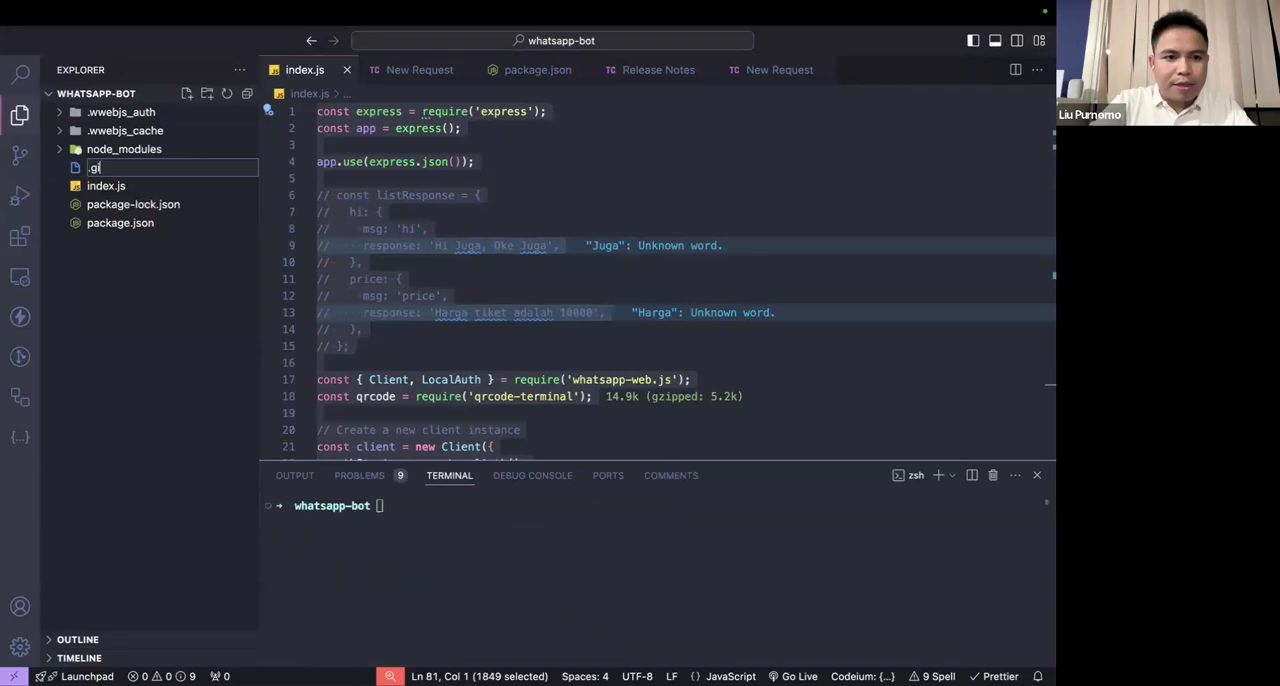 whatsapp-bot
EXPLORER
index.js
New Request
package.json
Release Notes
New Request
WHATSAPP-BOT
.wwebjs_auth
.wwebjs_cache
node_modules
.gi
index.js
package-lock.json
package.json
index.js > ...
1 const express = require('express');
2 const app = express();
3
4 app.use(express.json());
5
6 // const listResponse = {
7 // hi: {
8 // msg: 'hi',
9 // response: 'Hi Juga, Oke Juga', "Juga": Unknown word.
10 // },
11 // price: {
12 // msg: 'price',
13 // response: 'Harga tiket adalah 10000', "Harga": Unknown word.
14 // },
15 // };
16
17 const { Client, LocalAuth } = require('whatsapp-web.js');
18 const qrcode = require('qrcode-terminal'); 14.9k (gzipped: 5.2k)
19
20 // Create a new client instance
21 const client = new Client({
Liu Purnomo
OUTPUT PROBLEMS 9 TERMINAL DEBUG CONSOLE PORTS COMMENTS
zsh
whatsapp-bot
OUTLINE
TIMELINE
Launchpad 0 0 9 0 Ln 81, Col 1 (1849 selected) Spaces: 4 UTF-8 LF {} JavaScript Go Live Codeium: {...} 9 Spell Prettier